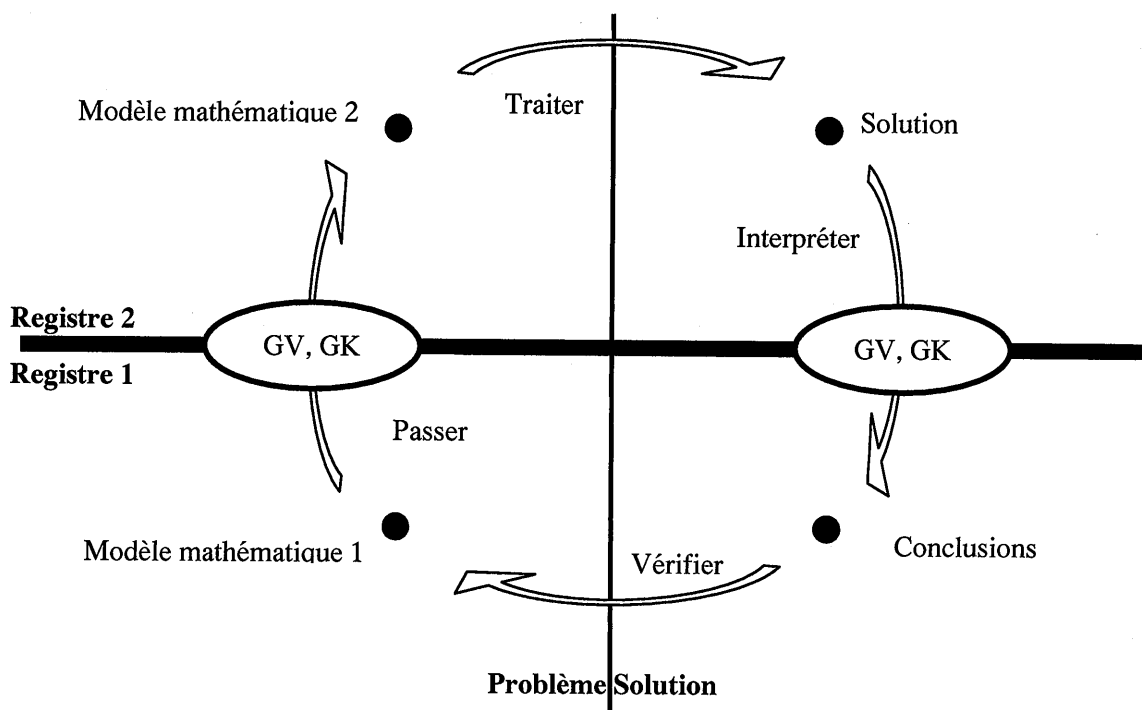 Modèle mathématique 2
Traiter
Solution
Interpréter
Registre 2
GV, GK
GV, GK
Registre 1
Passer
Modèle mathématique 1
Vérifier
Conclusions
Problème Solution